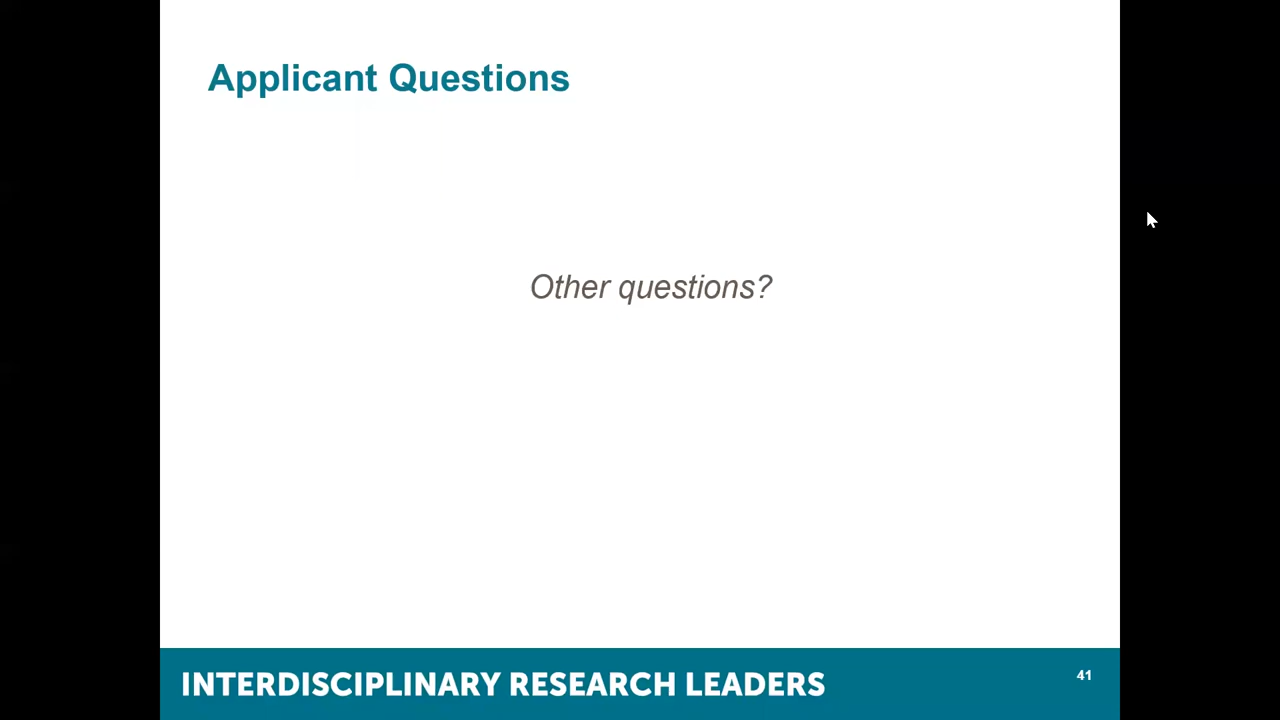 Applicant Questions
Other questions?
INTERDISCIPLINARY RESEARCH LEADERS
41